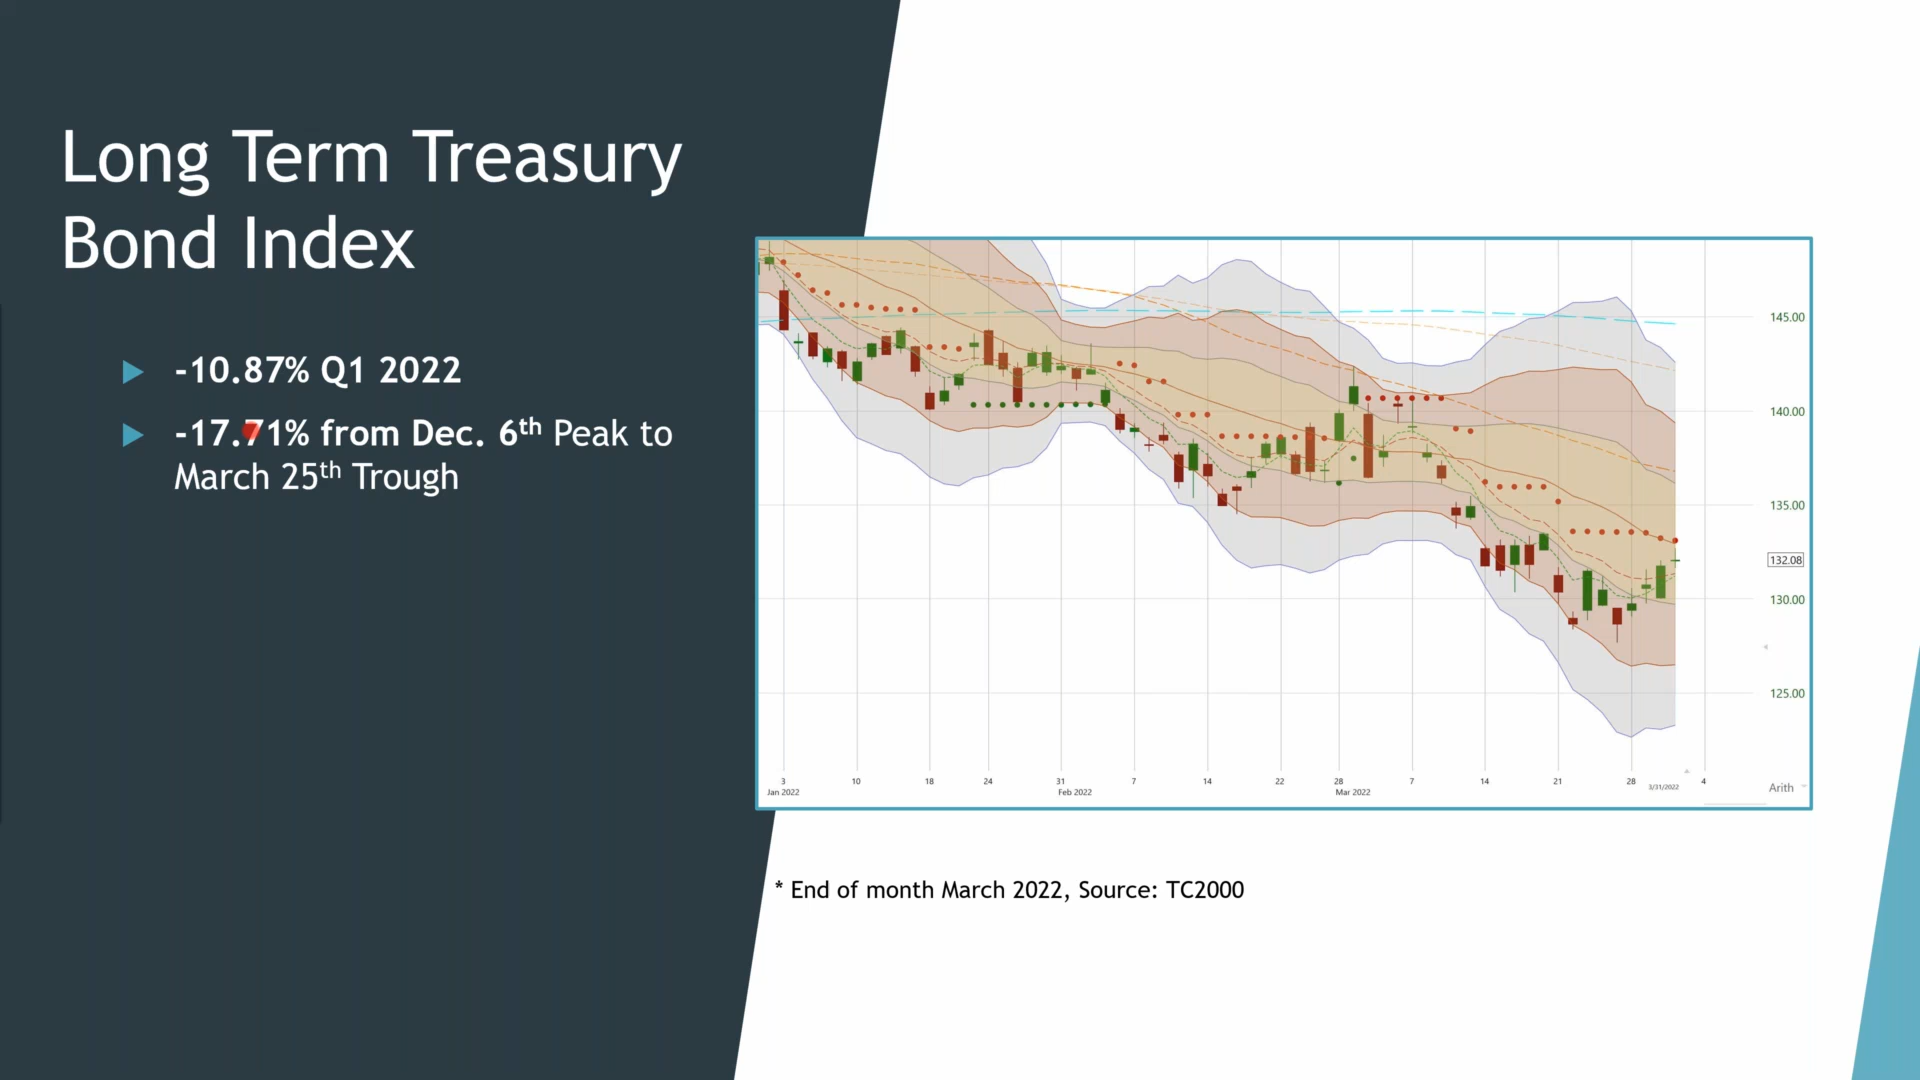 Long Term Treasury
Bond Index
-10.87% Q1 2022
-17.71% from Dec. 6th Peak to
March 25th Trough
145.00
140.00
135.00
132.08
130.00
125.00
3 10 18 24 31 7 14 22 28 7 14 21 28 4
Jan 2022 Feb 2022 Mar 2022 3/31/2022 Arith
* End of month March 2022, Source: TC2000